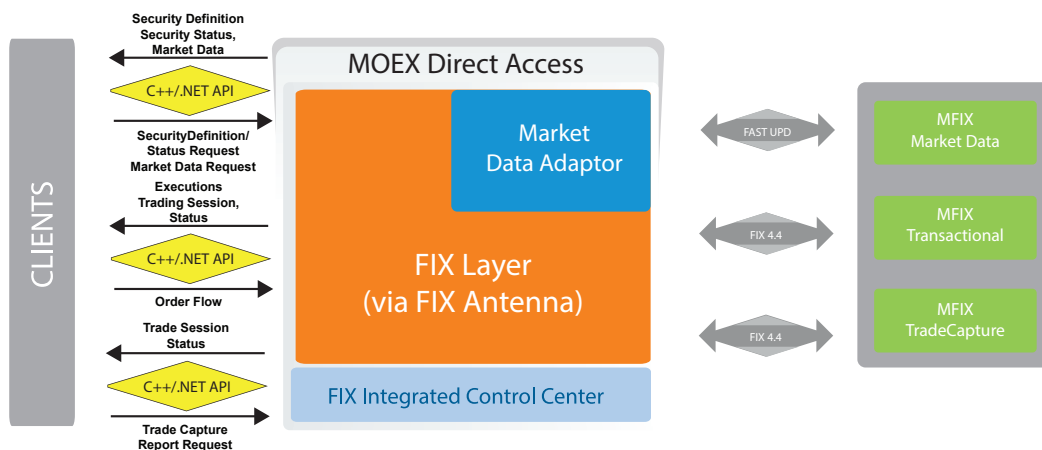 CLIENTS
Security Definition
Security Status,
Market Data
C++/.NET API
SecurityDefinition/
Status Request
Market Data Request
Executions
Trading Session,
Status
C++/.NET API
Order Flow
Trade Session
Status
C++/.NET API
Trade Capture
Report Request
MOEX Direct Access
Market
Data Adaptor
FIX Layer
(via FIX Antenna)
FIX Integrated Control Center
FAST UPD
FIX 4.4
FIX 4.4
MFIX
Market Data
MFIX
Transactional
MFIX
TradeCapture